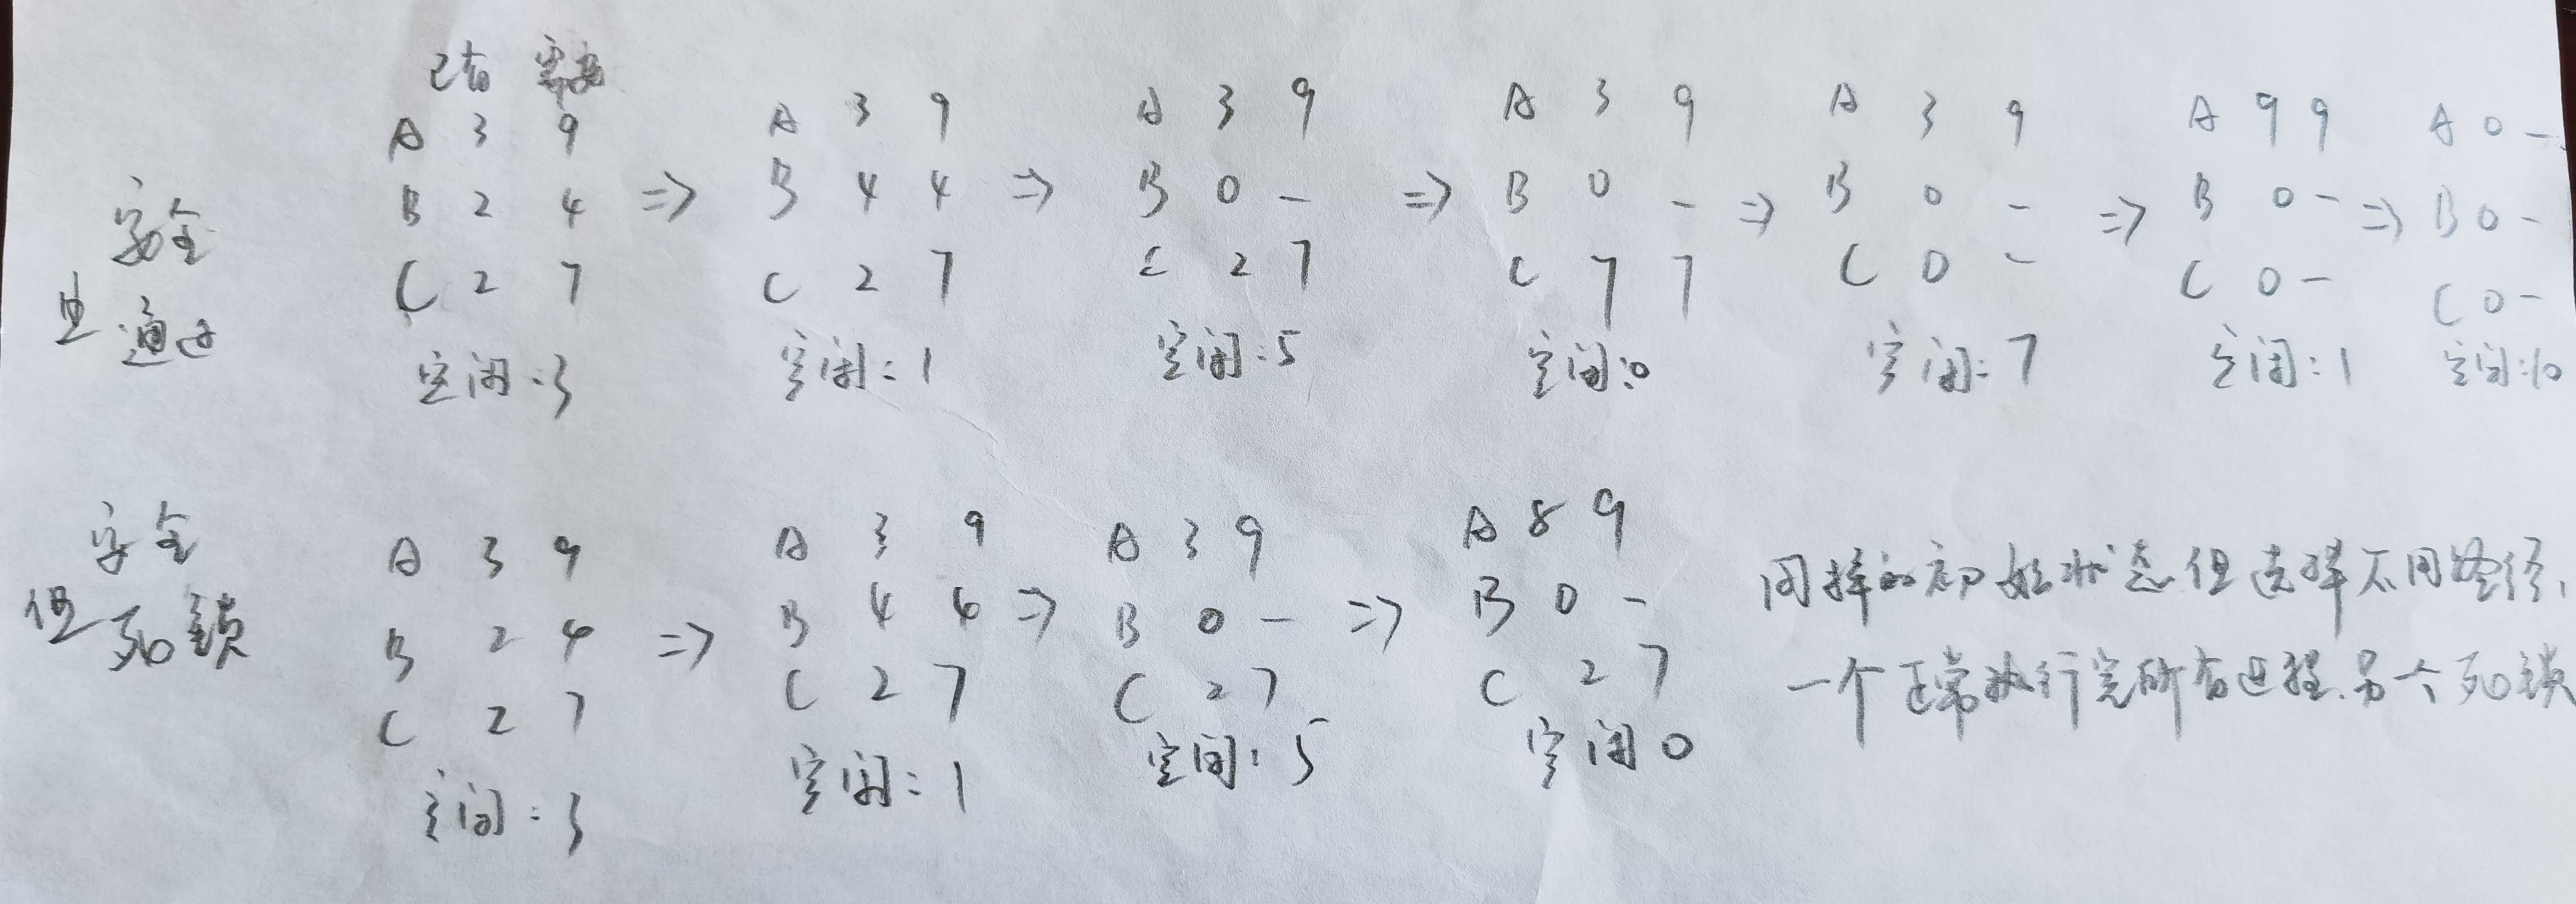 已有 需要
A 3 9 A 3 9 A 3 9 A 3 9 A 3 9 A 9 9 A 0 -
安全 B 2 4 => B 4 4 => B 0 - => B 0 - => B 0 - => B 0 - => B 0 -
C 2 7 C 2 7 C 2 7 C 7 7 C 0 - C 0 - C 0 -
且通过 空闲:3 空闲:1 空闲:5 空闲:0 空闲:7 空闲:1 空闲:10
安全 A 3 9 A 3 9 A 3 9 A 8 9 同样的初始状态但选择不同路径,
但死锁 B 2 4 => B 4 4 => B 0 - => B 0 - 一个正常执行完所有进程,另一个死锁
C 2 7 C 2 7 C 2 7 C 2 7
空闲:3 空闲:1 空闲:5 空闲0